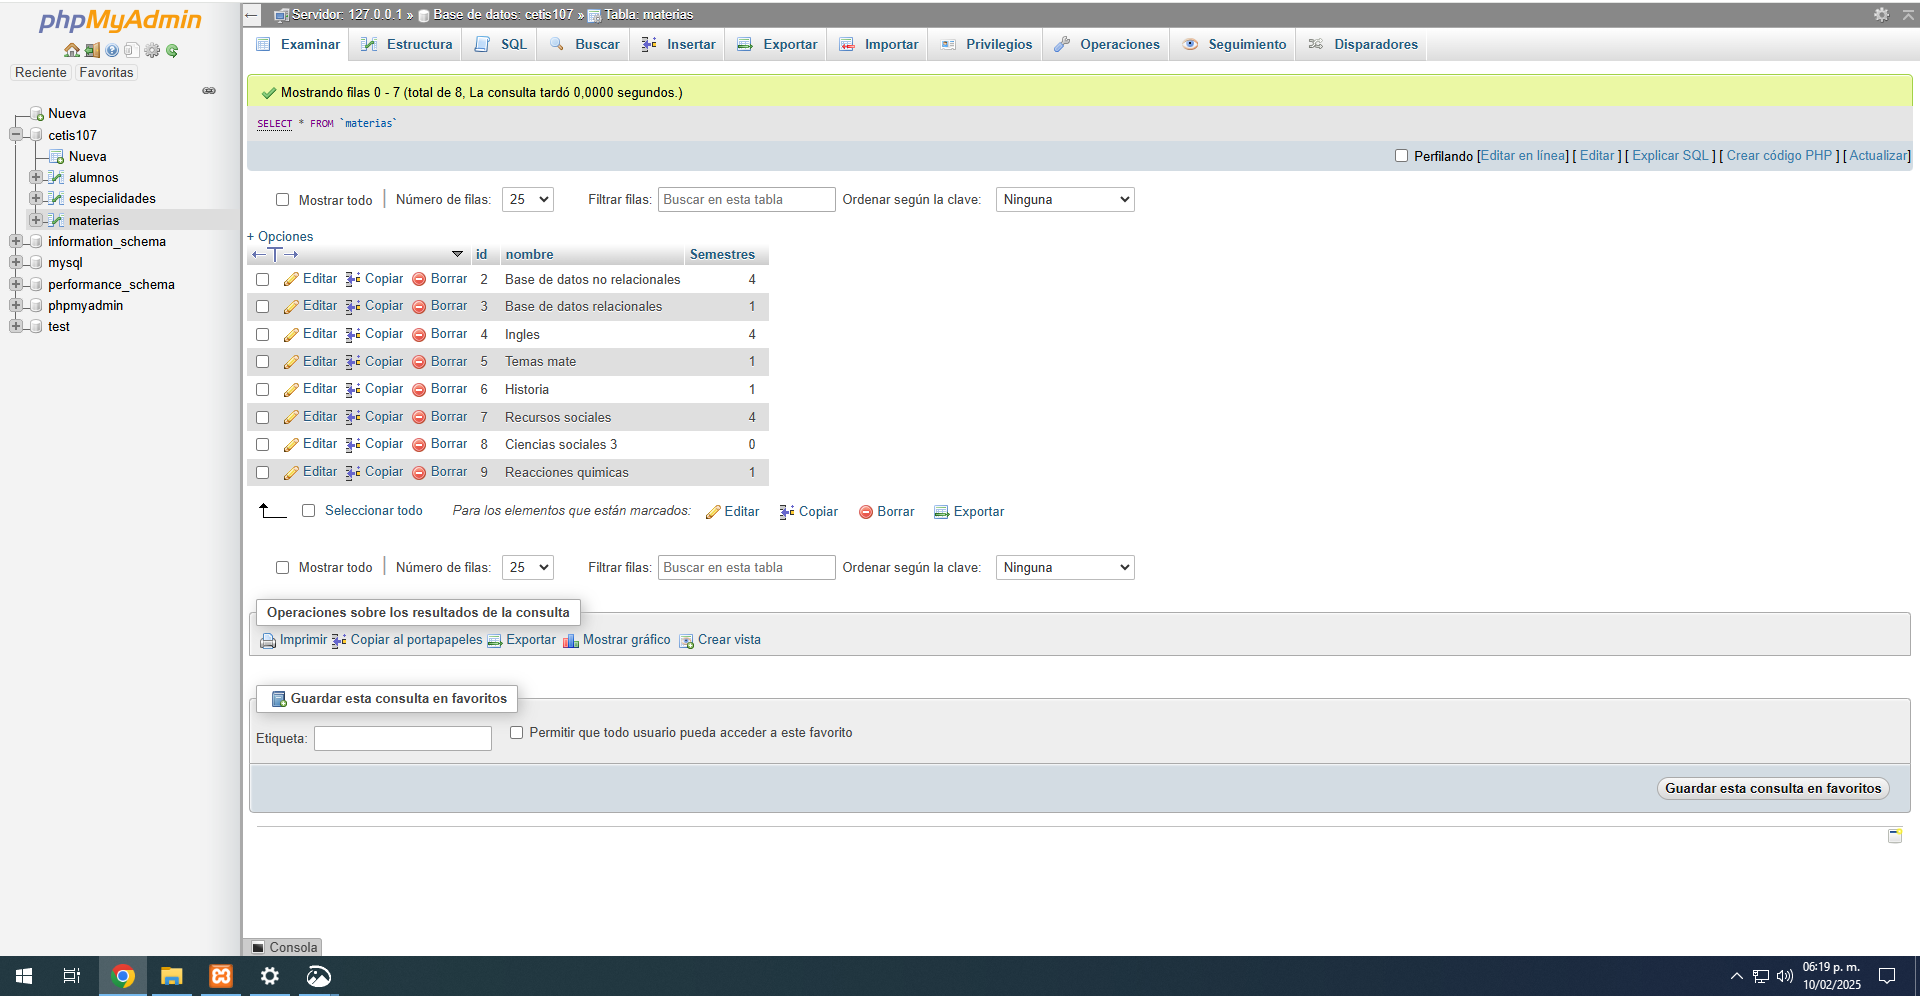 phpMyAdmin
Reciente Favoritas
Nueva
cetis107
Nueva
alumnos
especialidades
materias
information_schema
mysql
performance_schema
phpmyadmin
test
Servidor: 127.0.0.1 » Base de datos: cetis107 » Tabla: materias
Examinar Estructura SQL Buscar Insertar Exportar Importar Privilegios Operaciones Seguimiento Disparadores
Mostrando filas 0 - 7 (total de 8, La consulta tardó 0,0000 segundos.)
SELECT * FROM `materias`
Perfilando [Editar en línea] [ Editar ] [ Explicar SQL ] [ Crear código PHP ] [ Actualizar]
Mostrar todo Número de filas: 25 Filtrar filas: Buscar en esta tabla Ordenar según la clave: Ninguna
+ Opciones
←T→ id nombre Semestres
Editar Copiar Borrar 2 Base de datos no relacionales 4
Editar Copiar Borrar 3 Base de datos relacionales 1
Editar Copiar Borrar 4 Ingles 4
Editar Copiar Borrar 5 Temas mate 1
Editar Copiar Borrar 6 Historia 1
Editar Copiar Borrar 7 Recursos sociales 4
Editar Copiar Borrar 8 Ciencias sociales 3 0
Editar Copiar Borrar 9 Reacciones quimicas 1
Seleccionar todo Para los elementos que están marcados: Editar Copiar Borrar Exportar
Mostrar todo Número de filas: 25 Filtrar filas: Buscar en esta tabla Ordenar según la clave: Ninguna
Operaciones sobre los resultados de la consulta
Imprimir Copiar al portapapeles Exportar Mostrar gráfico Crear vista
Guardar esta consulta en favoritos
Etiqueta: Permitir que todo usuario pueda acceder a este favorito
Guardar esta consulta en favoritos
Consola
06:19 p. m.
10/02/2025